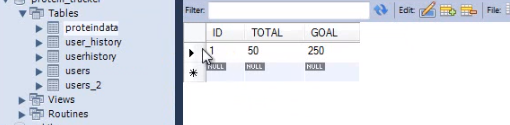 protein_tracker
Tables
proteindata
user_history
userhistory
users
users_2
Views
Routines
Filter:
Edit:
File:
ID TOTAL GOAL
1 50 250
NULL NULL NULL